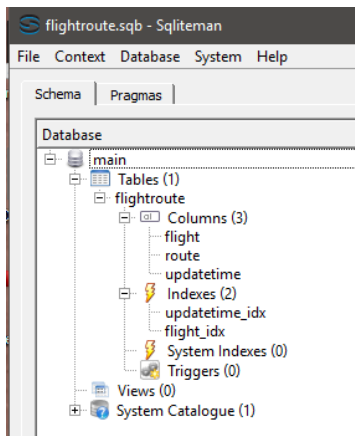 flightroute.sqb - Sqliteman
File Context Database System Help
Schema Pragmas
Database
main
Tables (1)
flightroute
Columns (3)
flight
route
updatetime
Indexes (2)
updatetime_idx
flight_idx
System Indexes (0)
Triggers (0)
Views (0)
System Catalogue (1)